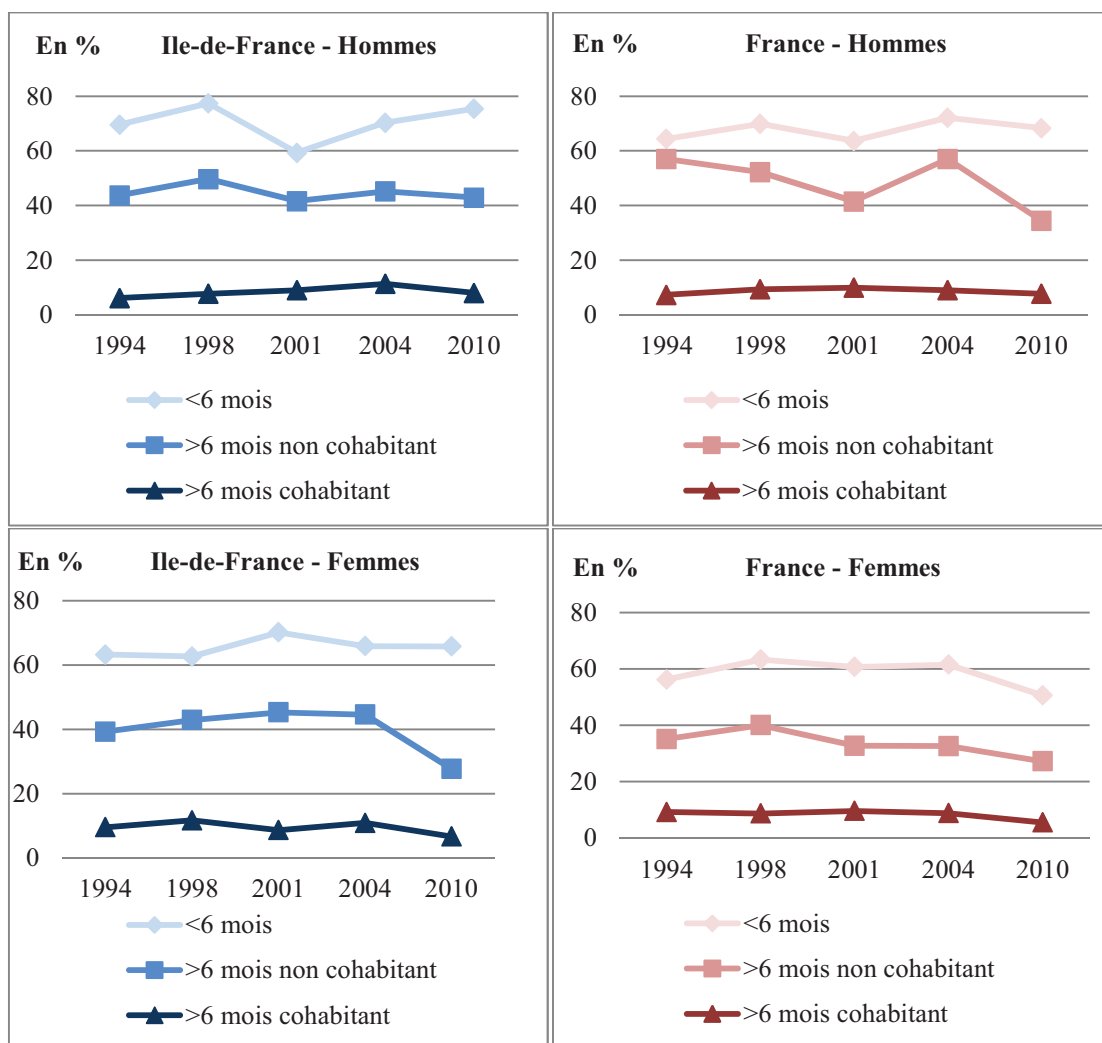 En % Ile-de-France - Hommes
80
60
40
20
0
1994 1998 2001 2004 2010
<6 mois
>6 mois non cohabitant
>6 mois cohabitant
En % France - Hommes
80
60
40
20
0
1994 1998 2001 2004 2010
<6 mois
>6 mois non cohabitant
>6 mois cohabitant
En % Ile-de-France - Femmes
80
60
40
20
0
1994 1998 2001 2004 2010
<6 mois
>6 mois non cohabitant
>6 mois cohabitant
En % France - Femmes
80
60
40
20
0
1994 1998 2001 2004 2010
<6 mois
>6 mois non cohabitant
>6 mois cohabitant